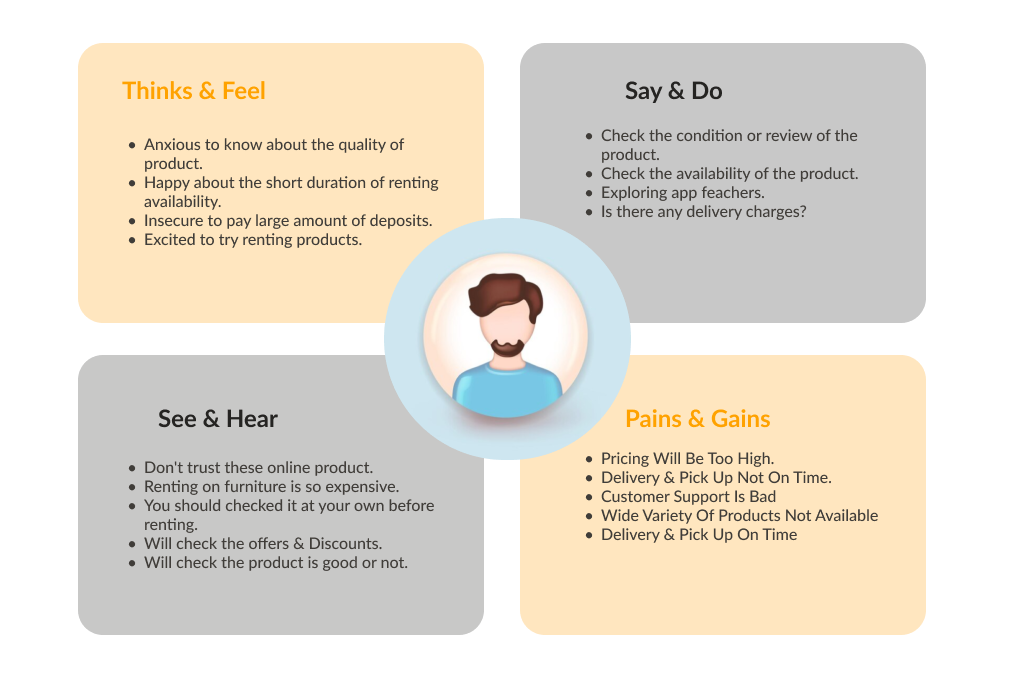 Thinks & Feel
• Anxious to know about the quality of
product.
• Happy about the short duration of renting
availability.
• Insecure to pay large amount of deposits.
• Excited to try renting products.
Say & Do
• Check the condition or review of the
product.
• Check the availability of the product.
• Exploring app feachers.
• Is there any delivery charges?
See & Hear
• Don't trust these online product.
• Renting on furniture is so expensive.
• You should checked it at your own before
renting.
• Will check the offers & Discounts.
• Will check the product is good or not.
Pains & Gains
• Pricing Will Be Too High.
• Delivery & Pick Up Not On Time.
• Customer Support Is Bad
• Wide Variety Of Products Not Available
• Delivery & Pick Up On Time